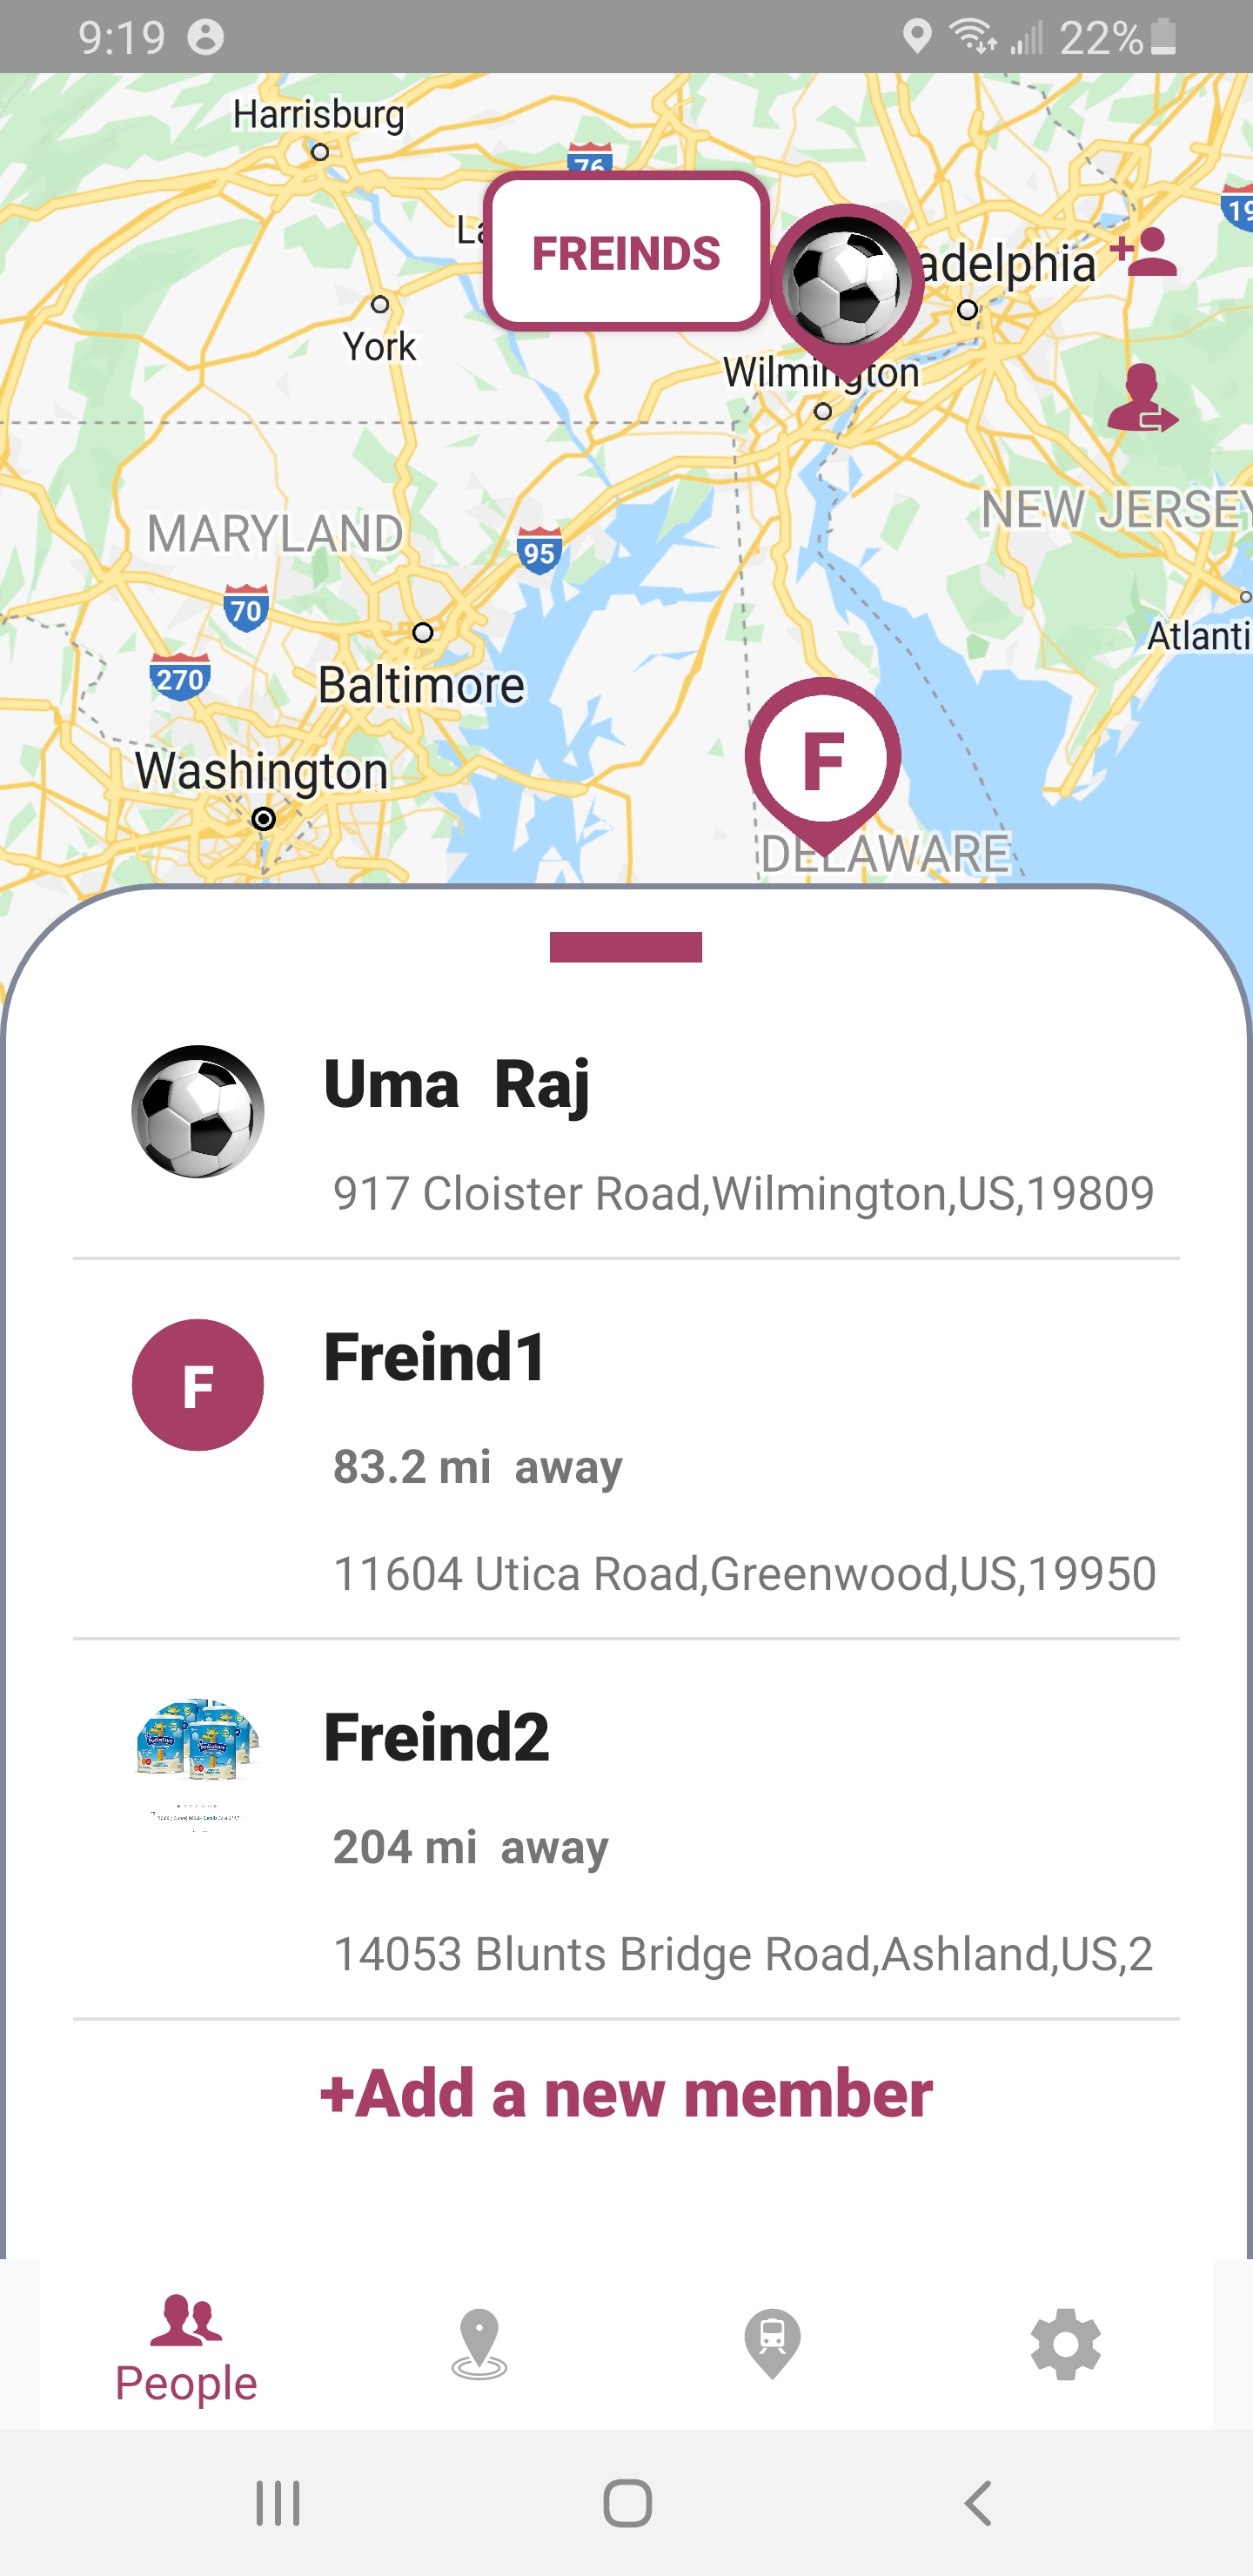 9:19
22%
Harrisburg
76
19
La
FREINDS
adelphia
York
Wilmington
NEW JERSEY
MARYLAND
95
70
Atlanti
270
Baltimore
Washington
F
DELAWARE
Uma Raj
917 Cloister Road,Wilmington,US,19809
F
Freind1
83.2 mi away
11604 Utica Road,Greenwood,US,19950
Freind2
204 mi away
14053 Blunts Bridge Road,Ashland,US,2
+Add a new member
People